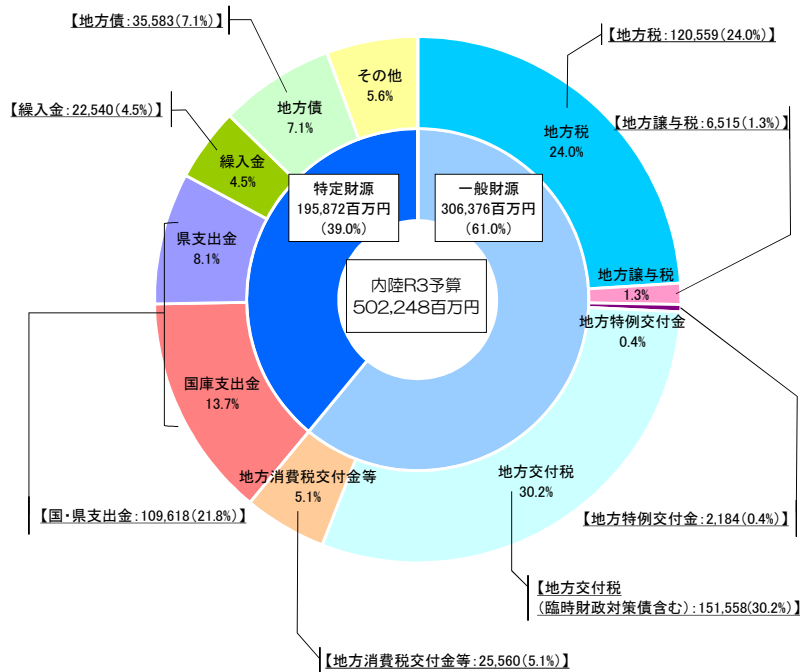 【地方債：35,583(7.1%)】
【地方税：120,559(24.0%)】
その他
5.6%
地方債
7.1%
【繰入金：22,540(4.5%)】
【地方譲与税：6,515(1.3%)】
地方税
24.0%
繰入金
4.5%
特定財源
195,872百万円
(39.0%)
一般財源
306,376百万円
(61.0%)
県支出金
8.1%
地方譲与税
1.3%
内陸R3予算
502,248百万円
地方特例交付金
0.4%
国庫支出金
13.7%
地方消費税交付金等
5.1%
地方交付税
30.2%
【国・県支出金：109,618(21.8%)】
【地方特例交付金：2,184(0.4%)】
【地方交付税
(臨時財政対策債含む)：151,558(30.2%)】
【地方消費税交付金等：25,560(5.1%)】